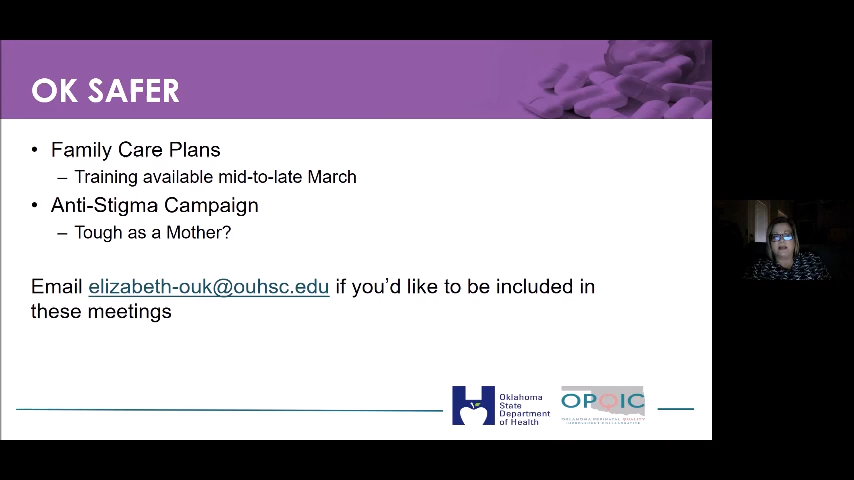 OK SAFER
• Family Care Plans
– Training available mid-to-late March
• Anti-Stigma Campaign
– Tough as a Mother?
Email elizabeth-ouk@ouhsc.edu if you'd like to be included in
these meetings
Oklahoma
State
Department
of Health
OPQIC
OKLAHOMA PERINATAL QUALITY
IMPROVEMENT COLLABORATIVE